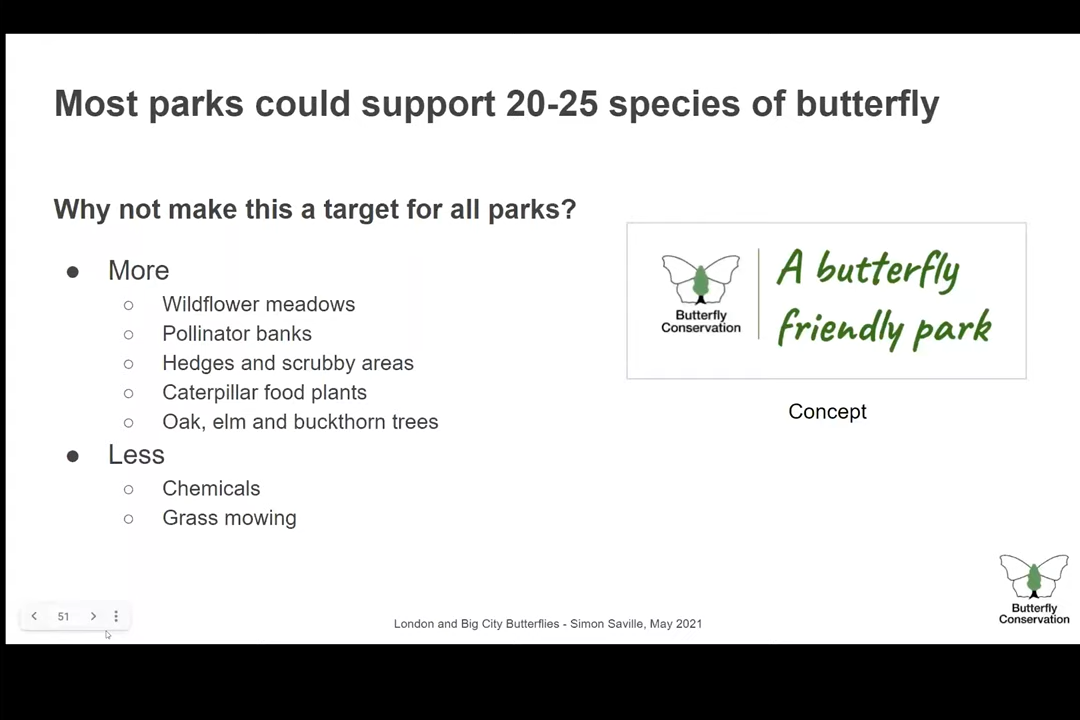 Most parks could support 20-25 species of butterfly
Why not make this a target for all parks?
● More
○ Wildflower meadows
○ Pollinator banks
○ Hedges and scrubby areas
○ Caterpillar food plants
○ Oak, elm and buckthorn trees
● Less
○ Chemicals
○ Grass mowing
Butterfly
Conservation
A butterfly
friendly park
Concept
51
London and Big City Butterflies - Simon Saville, May 2021
Butterfly
Conservation